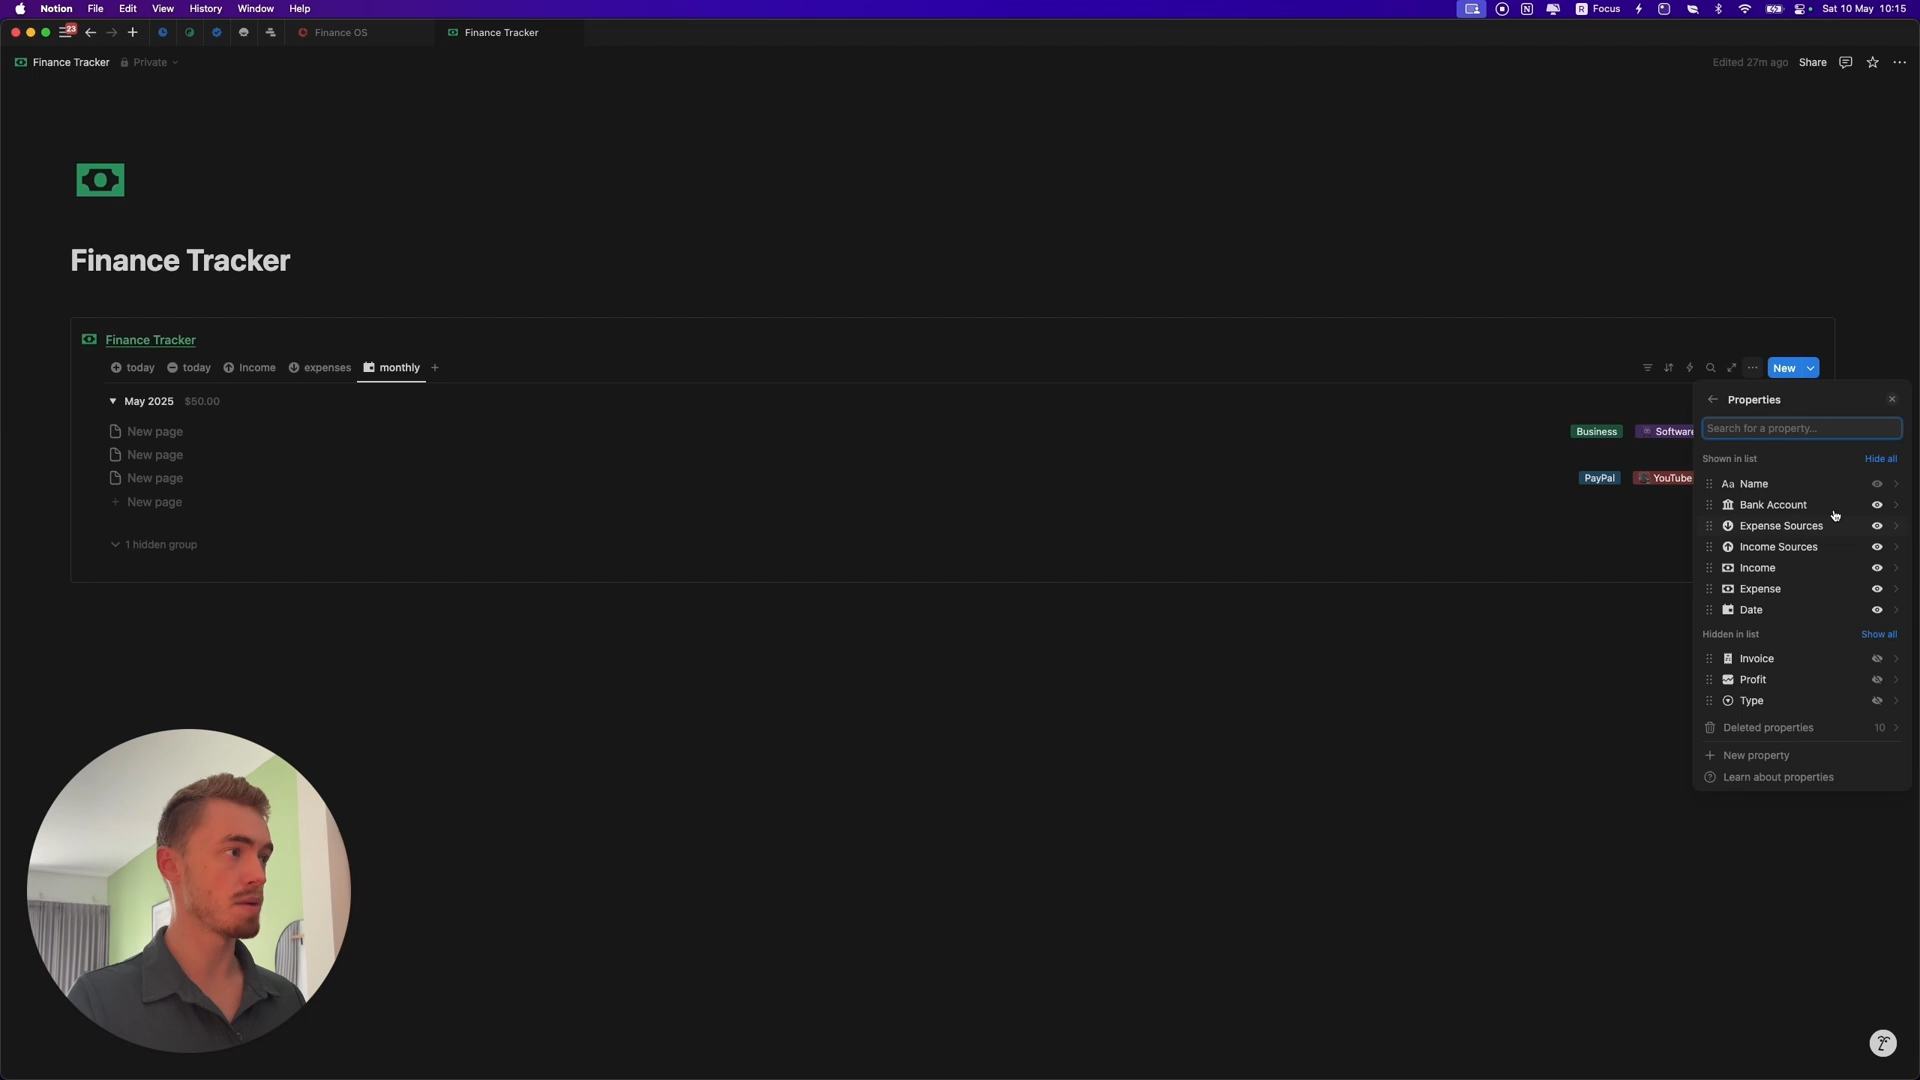 Notion File Edit View History Window Help
Focus
Sat 10 May 10:15
23
Finance OS
Finance Tracker
Finance Tracker
Private
Edited 27m ago
Share
Finance Tracker
Finance Tracker
today
today
Income
expenses
monthly
New
May 2025 $50.00
New page
Business
Software
New page
New page
PayPal
YouTube
New page
1 hidden group
Properties
Search for a property...
Shown in list
Hide all
Aa Name
Bank Account
Expense Sources
Income Sources
Income
Expense
Date
Hidden in list
Show all
Invoice
Profit
Type
Deleted properties
10
New property
Learn about properties